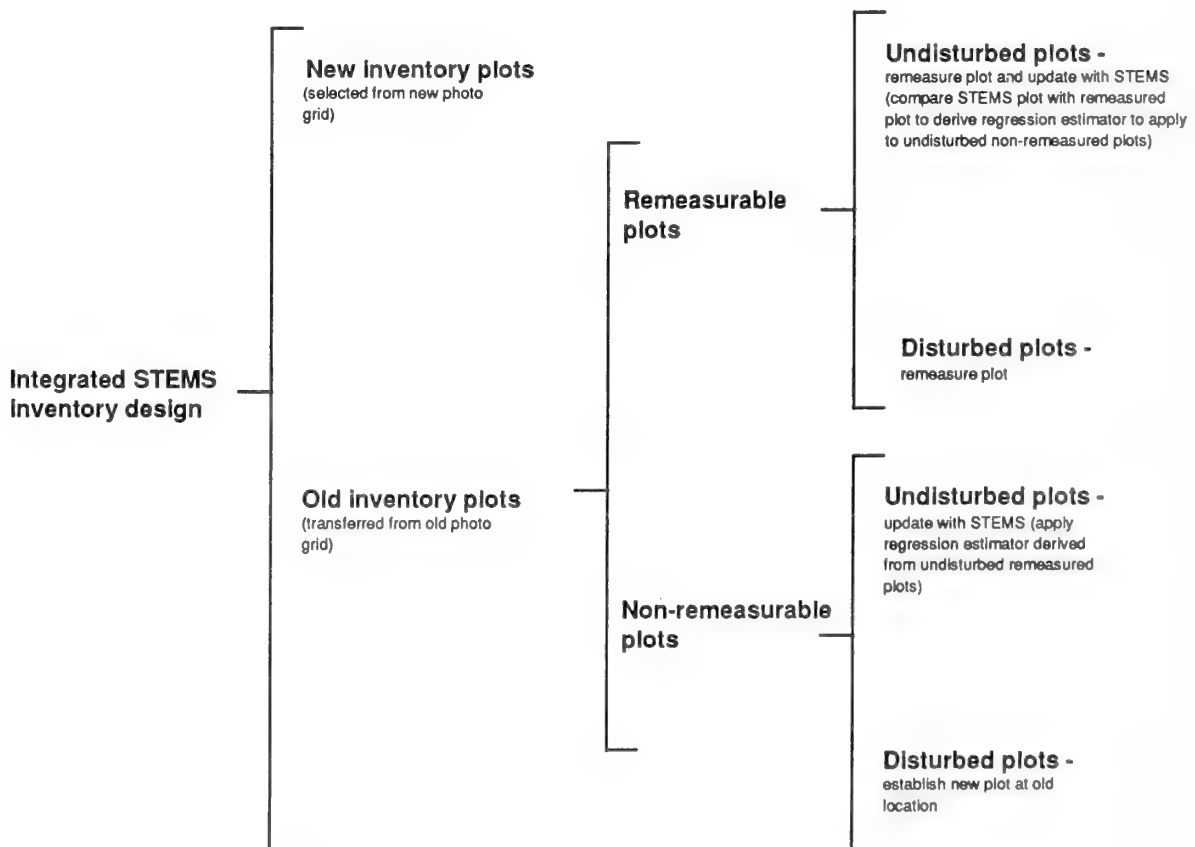 New inventory plots
(selected from new photo
grid)
Undisturbed plots -
remeasure plot and update with STEMS
(compare STEMS plot with remeasured
plot to derive regression estimator to apply
to undisturbed non-remeasured plots)
Remeasurable
plots
Disturbed plots -
remeasure plot
Integrated STEMS
inventory design
Old inventory plots
(transferred from old photo
grid)
Undisturbed plots -
update with STEMS (apply
regression estimator derived
from undisturbed remeasured
plots)
Non-remeasurable
plots
Disturbed plots -
establish new plot at old
location